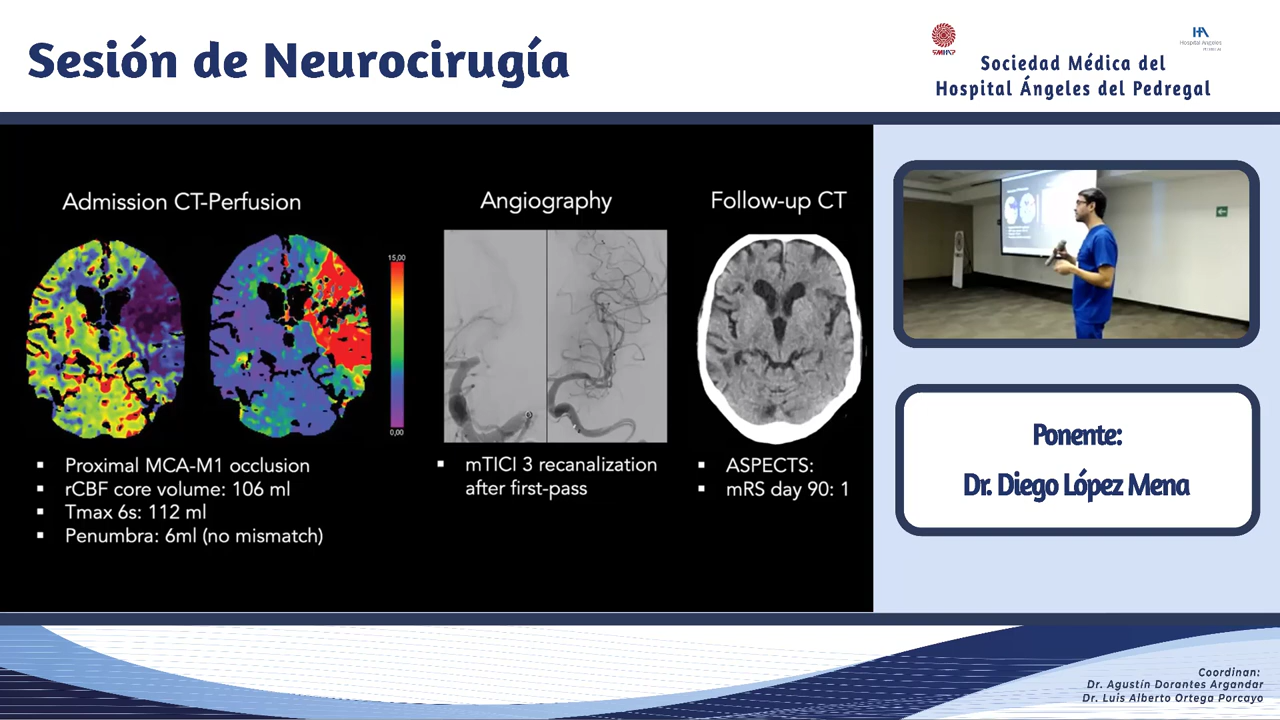 Sesión de Neurocirugía
Hospital Ángeles
Sociedad Médica del
Hospital Ángeles del Pedregal
Admission CT-Perfusion
Angiography
Follow-up CT
15,00
0,00
▪ Proximal MCA-M1 occlusion
▪ rCBF core volume: 106 ml
▪ Tmax 6s: 112 ml
▪ Penumbra: 6ml (no mismatch)
▪ mTICI 3 recanalization
after first-pass
▪ ASPECTS:
▪ mRS day 90: 1
Ponente:
Dr. Diego López Mena
Coordinan:
Dr. Agustín Dorantes Argandar
Dr. Luis Alberto Ortega Porcayo